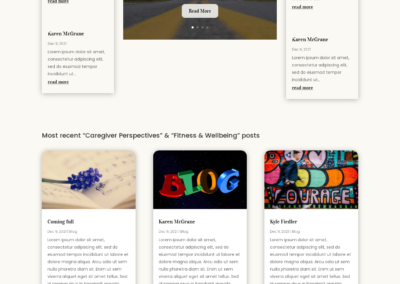 read more
Karen McGrane
Dec 9, 2021
Lorem ipsum dolor sit amet,
consectetur adipiscing elit,
sed do eiusmod tempor
incididunt ut...
read more
Read More
read more
Karen McGrane
Dec 9, 2021
Lorem ipsum dolor sit amet,
consectetur adipiscing elit,
sed do eiusmod tempor
incididunt ut...
read more
Most recent "Caregiver Perspectives" & "Fitness & Wellbeing" posts
Coming full
Dec 9, 2021 Blog
Lorem ipsum dolor sit amet,
consectetur adipiscing elit, sed do
eiusmod tempor incididunt ut labore et
dolore magna aliqua. Arcu odio ut sem
nulla pharetra diam sit. Enim ut sem
viverra aliquet eget sit amet tellus. Sed
BLOG
Karen McGrane
Dec 9, 2021 Blog
Lorem ipsum dolor sit amet,
consectetur adipiscing elit, sed do
eiusmod tempor incididunt ut labore et
dolore magna aliqua. Arcu odio ut sem
nulla pharetra diam sit. Enim ut sem
viverra aliquet eget sit amet tellus. Sed
COURAGE
Kyle Fiedler
Dec 9, 2021 Blog
Lorem ipsum dolor sit amet,
consectetur adipiscing elit, sed do
eiusmod tempor incididunt ut labore et
dolore magna aliqua. Arcu odio ut sem
nulla pharetra diam sit. Enim ut sem
viverra aliquet eget sit amet tellus. Sed